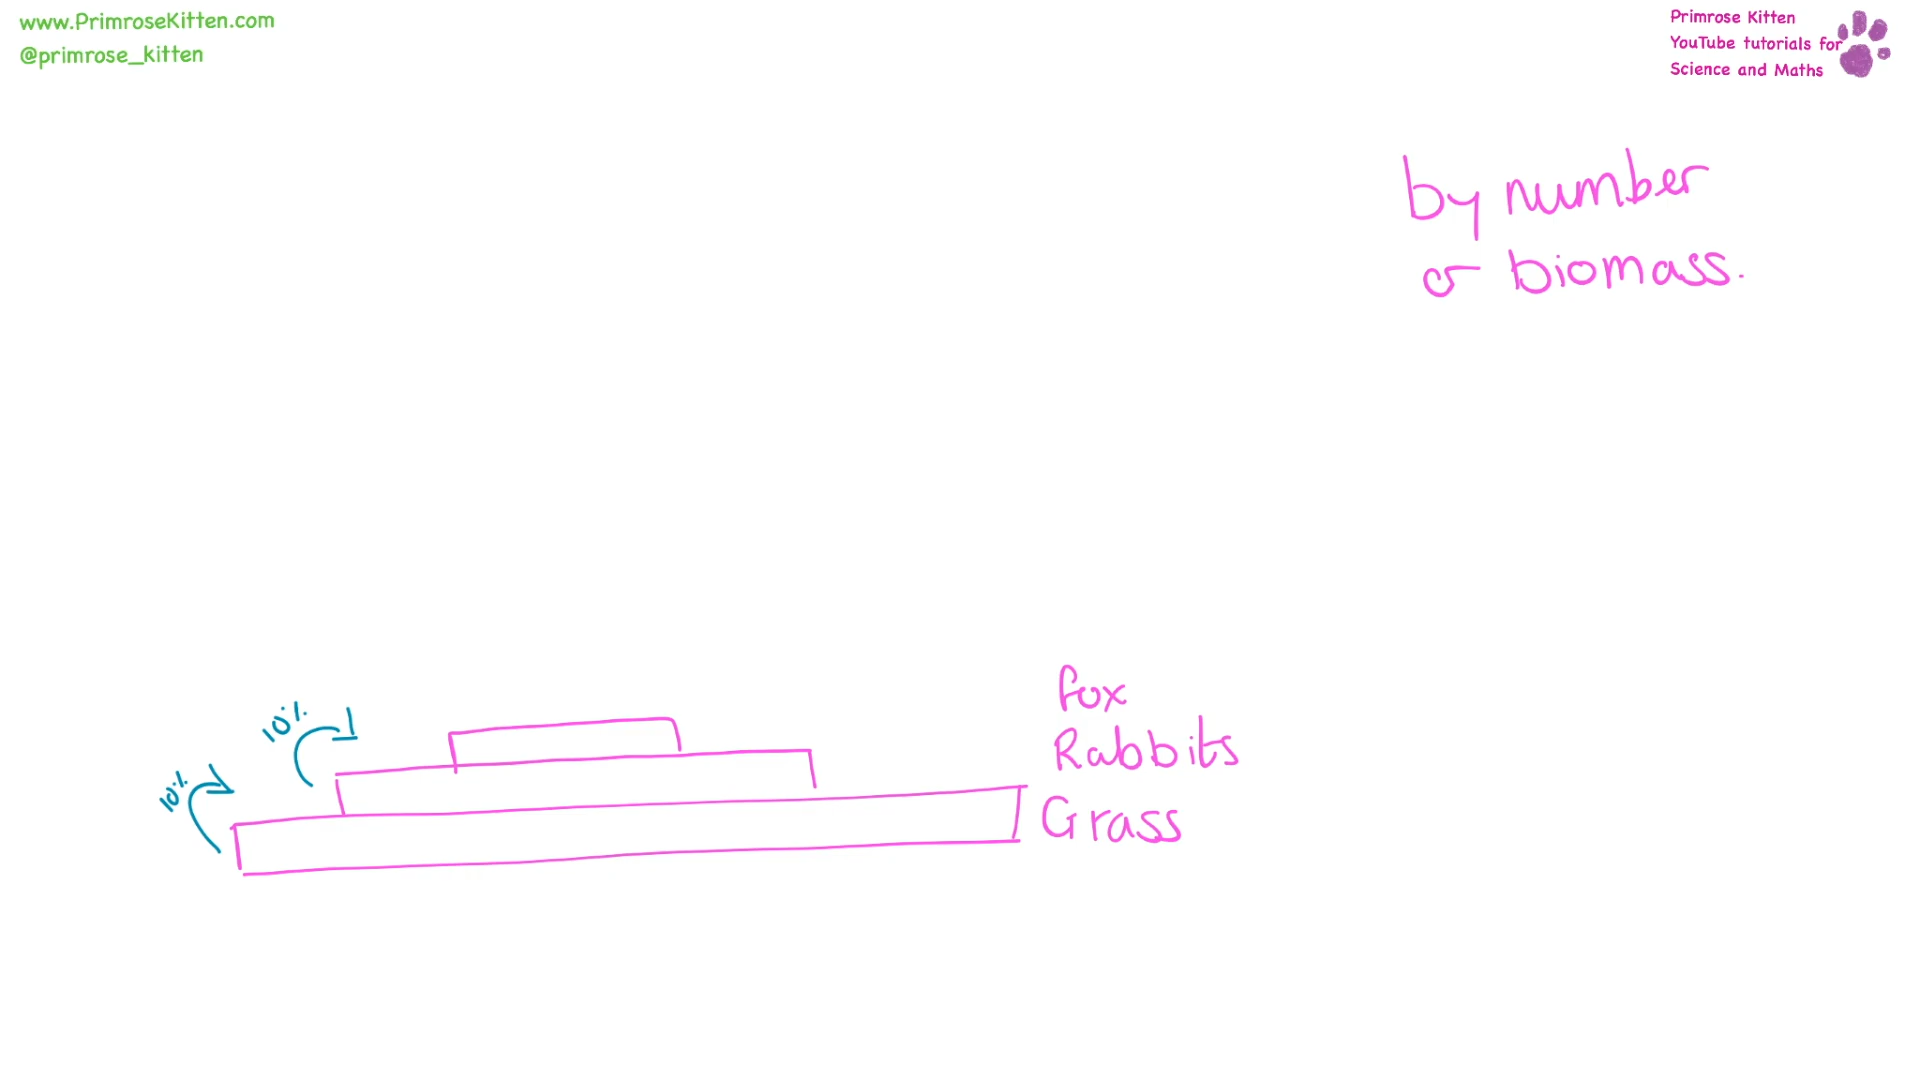 www.PrimroseKitten.com
@primrose_kitten
Primrose Kitten
YouTube tutorials for
Science and Maths
by number
or biomass.
fox
Rabbits
Grass
10%
10%